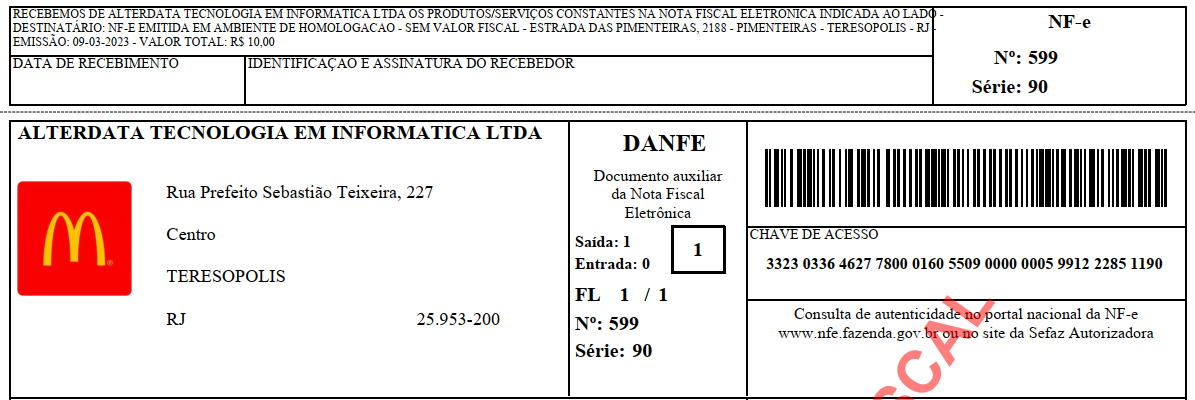 RECEBEMOS DE ALTERDATA TECNOLOGIA EM INFORMATICA LTDA OS PRODUTOS/SERVIÇOS CONSTANTES NA NOTA FISCAL ELETRONICA INDICADA AO LADO -
DESTINATÁRIO: NF-E EMITIDA EM AMBIENTE DE HOMOLOGACAO - SEM VALOR FISCAL - ESTRADA DAS PIMENTEIRAS, 2188 - PIMENTEIRAS - TERESOPOLIS - RJ -
EMISSÃO: 09-03-2023 - VALOR TOTAL: R$ 10,00
DATA DE RECEBIMENTO
IDENTIFICAÇAO E ASSINATURA DO RECEBEDOR
NF-e
Nº: 599
Série: 90
ALTERDATA TECNOLOGIA EM INFORMATICA LTDA
Rua Prefeito Sebastião Teixeira, 227
Centro
TERESOPOLIS
RJ 25.953-200
DANFE
Documento auxiliar
da Nota Fiscal
Eletrônica
Saída: 1
Entrada: 0
1
FL 1 / 1
Nº: 599
Série: 90
CHAVE DE ACESSO
3323 0336 4627 7800 0160 5509 0000 0005 9912 2285 1190
Consulta de autenticidade no portal nacional da NF-e
www.nfe.fazenda.gov.br ou no site da Sefaz Autorizadora
SCAL